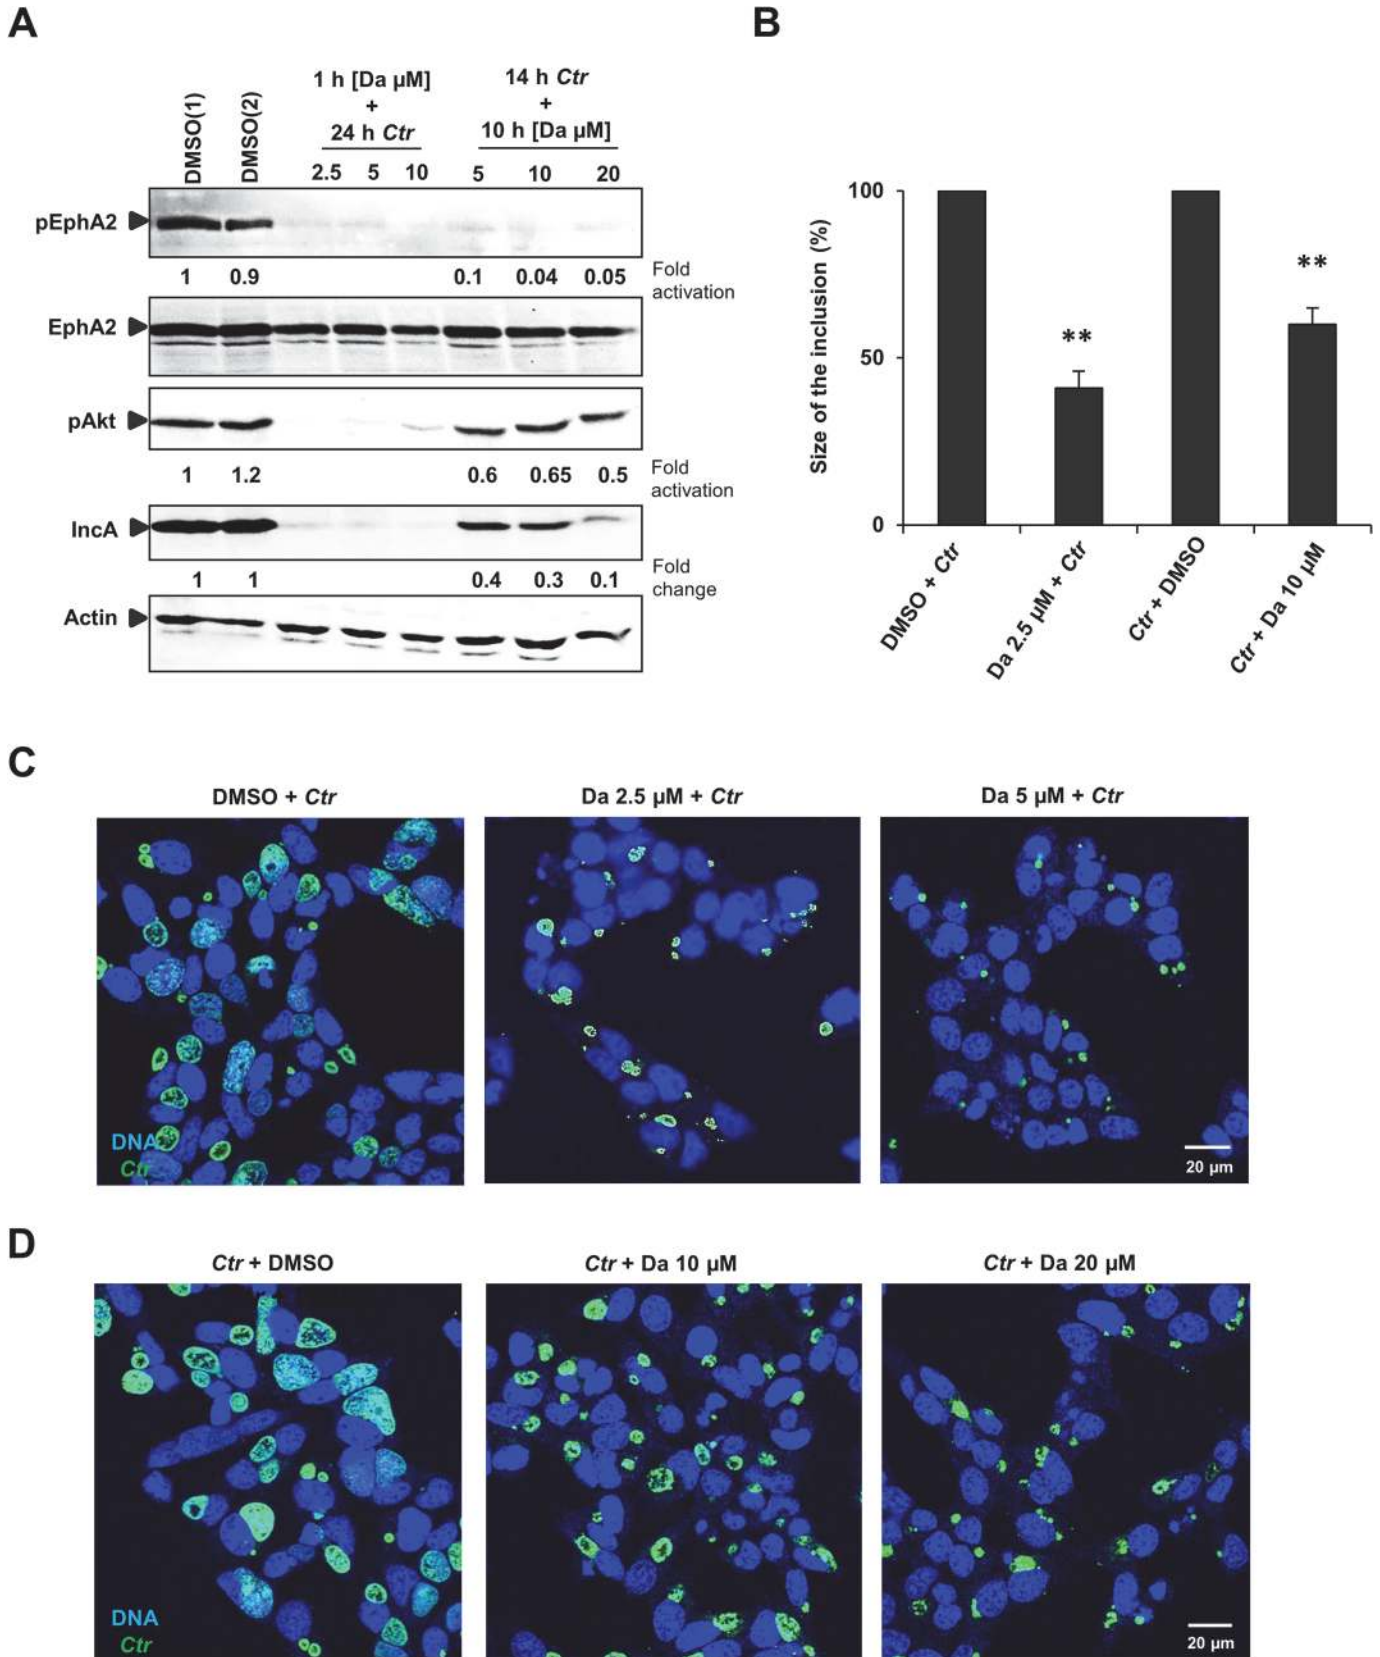 A
DMSO(1)
DMSO(2)
1 h [Da µM]
+
24 h Ctr
14 h Ctr
+
10 h [Da µM]
2.5 5 10 5 10 20
pEphA2
1 0.9 0.1 0.04 0.05 Fold activation
EphA2
pAkt
1 1.2 0.6 0.65 0.5 Fold activation
IncA
1 1 0.4 0.3 0.1 Fold change
Actin
B
Size of the inclusion (%)
100
50
0
**
**
DMSO + Ctr
Da 2.5 µM + Ctr
Ctr + DMSO
Ctr + Da 10 µM
C
DMSO + Ctr
Da 2.5 µM + Ctr
Da 5 µM + Ctr
DNA
Ctr
20 µm
D
Ctr + DMSO
Ctr + Da 10 µM
Ctr + Da 20 µM
DNA
Ctr
20 µm